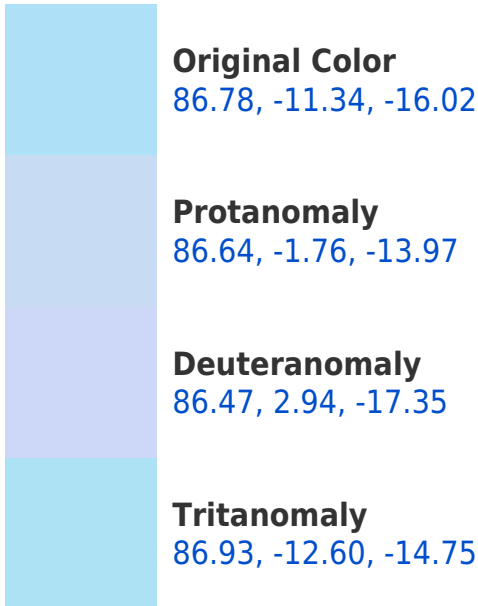 Original Color
86.78, -11.34, -16.02
Protanomaly
86.64, -1.76, -13.97
Deuteranomaly
86.47, 2.94, -17.35
Tritanomaly
86.93, -12.60, -14.75